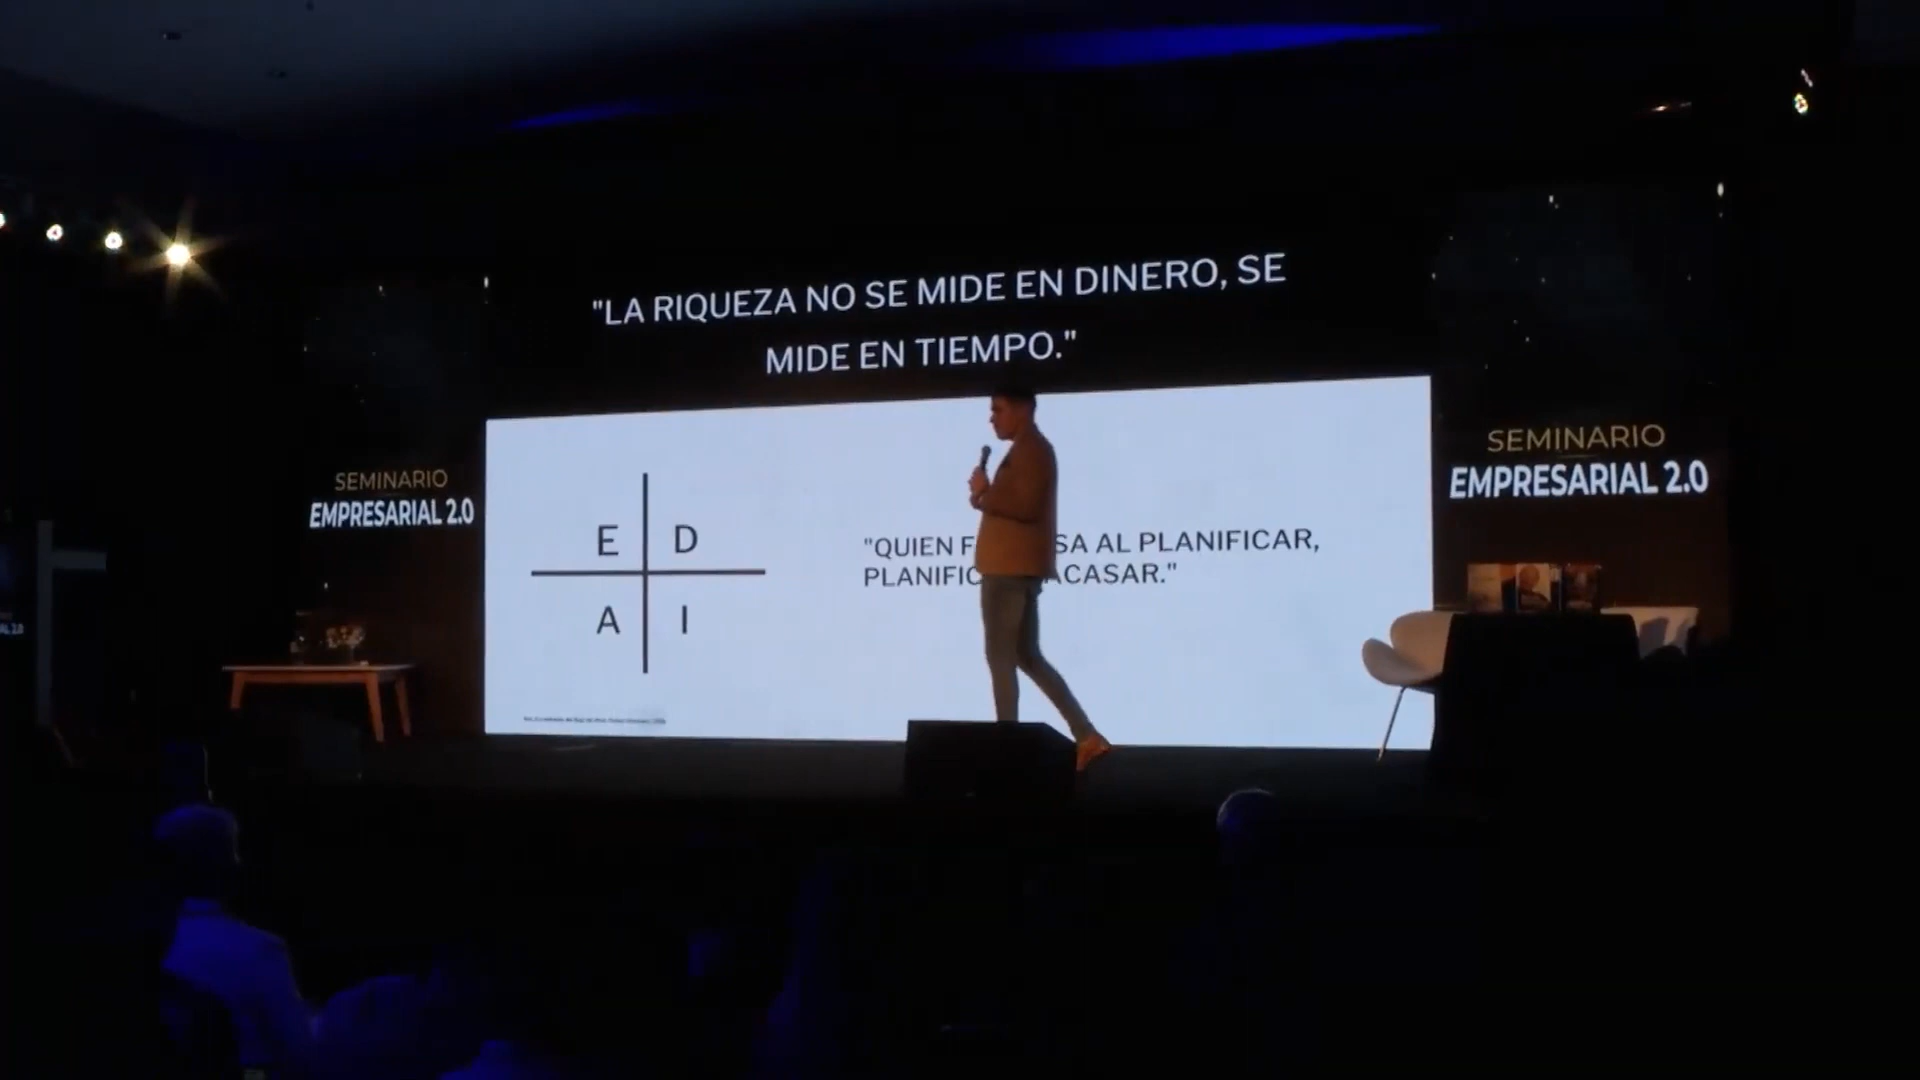 "LA RIQUEZA NO SE MIDE EN DINERO, SE
MIDE EN TIEMPO."
SEMINARIO
EMPRESARIAL 2.0
E D
A I
"QUIEN F SA AL PLANIFICAR,
PLANIFIC ACASAR."
SEMINARIO
EMPRESARIAL 2.0